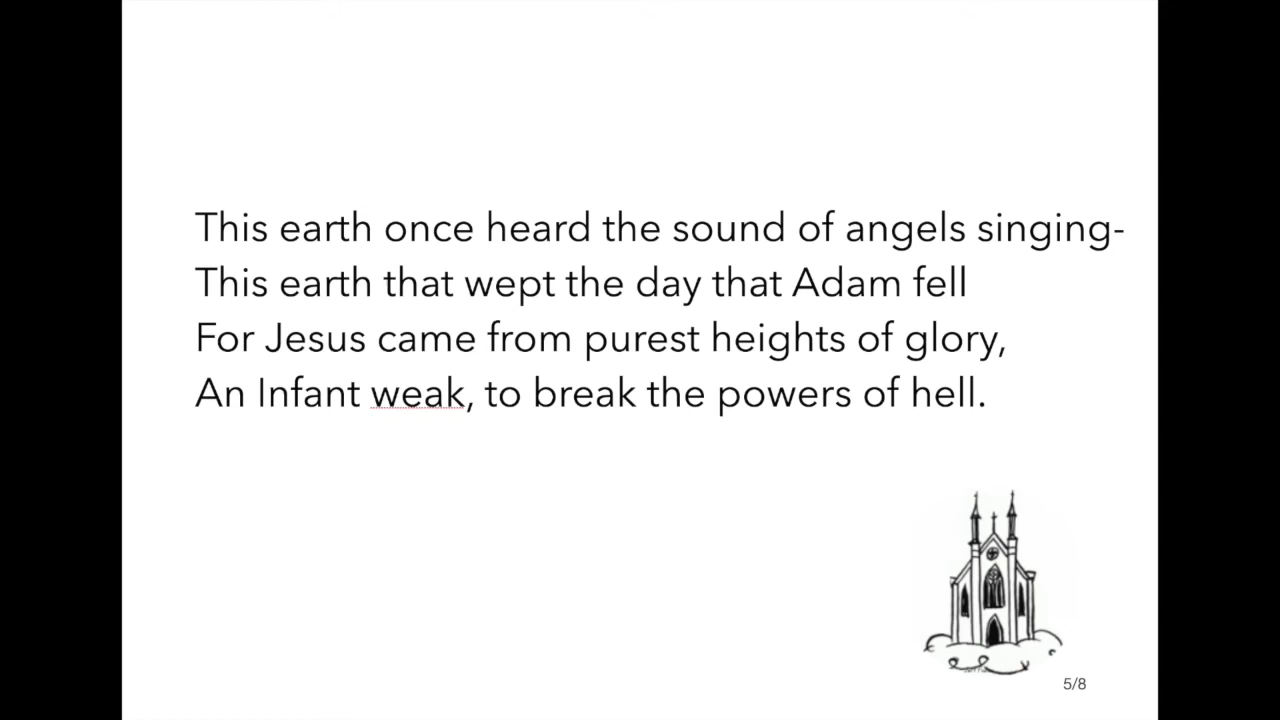 This earth once heard the sound of angels singing-
This earth that wept the day that Adam fell
For Jesus came from purest heights of glory,
An Infant weak, to break the powers of hell.
5/8